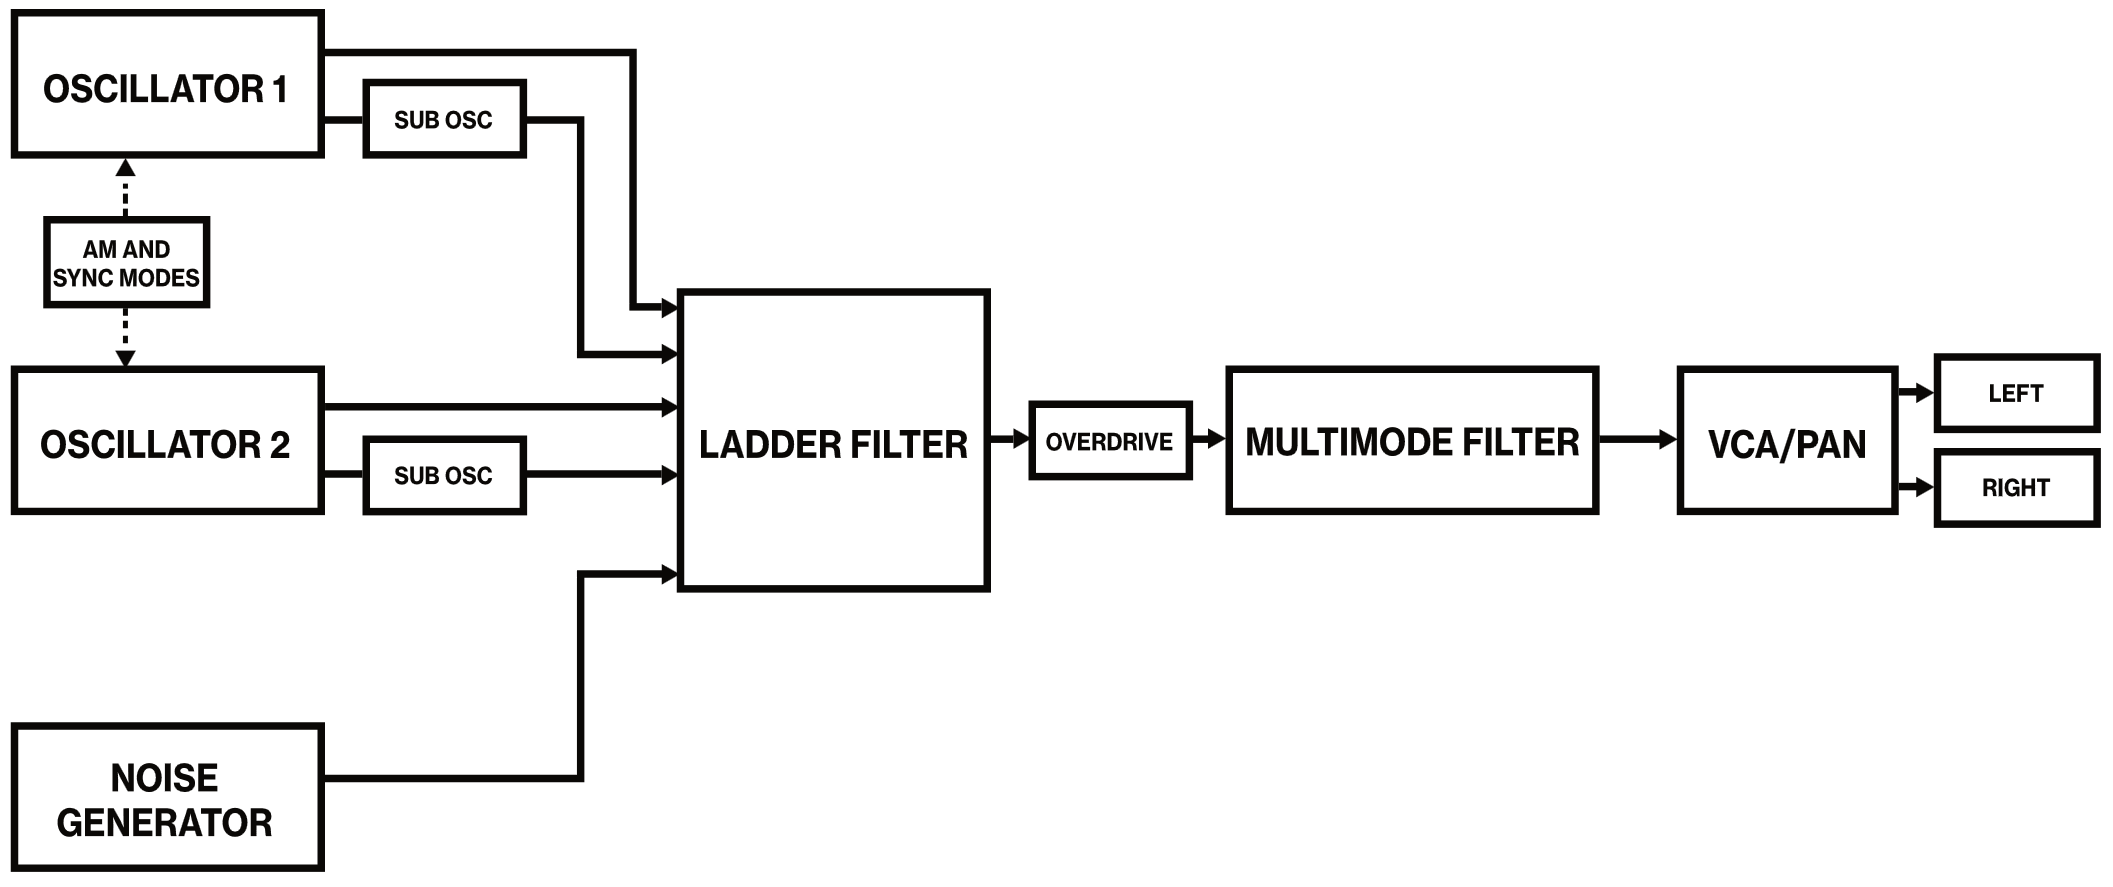 OSCILLATOR 1
SUB OSC
AM AND
SYNC MODES
OSCILLATOR 2
SUB OSC
NOISE
GENERATOR
LADDER FILTER
OVERDRIVE
MULTIMODE FILTER
VCA/PAN
LEFT
RIGHT